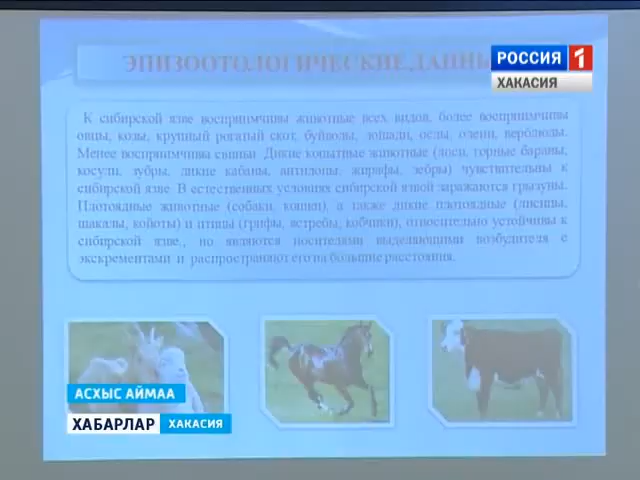 ЭПИЗООТОЛОГИЧЕСКИЕ ДАННЫ
РОССИЯ 1
ХАКАСИЯ
К сибирской язве восприимчивы животные всех видов, более восприимчивы
овцы, козы, крупный рогатый скот, буйволы, лошади, ослы, олени, верблюды.
Менее восприимчивы свиньи. Дикие копытные животные (лоси, горные бараны,
косули, зубры, дикие кабаны, антилопы, жирафы, зебры) чувствительны к
сибирской язве. В естественных условиях сибирской язвой заражаются грызуны.
Плотоядные животные (собаки, кошки), а также дикие плотоядные (лисицы,
шакалы, койоты) и птицы (грифы, ястребы, кобчики), относительно устойчивы к
сибирской язве., но являются носителями выделяющими возбудителя с
экскрементами и распространяют его на большие расстояния.
АСХЫС АЙМАА
ХАБАРЛАР ХАКАСИЯ